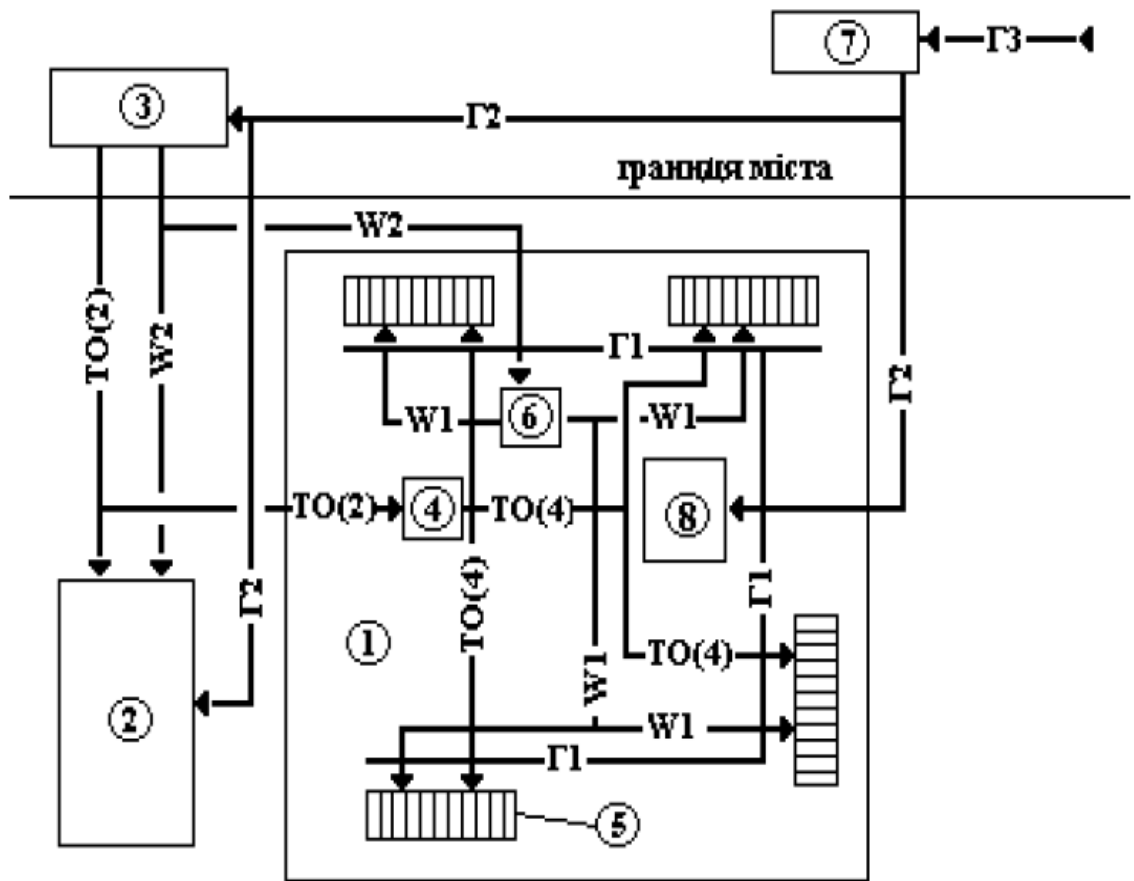 7
Г3
3
Г2
границя міста
W2
ТО(2)
W2
Г1
Г2
W1
6
-W1
ТО(2)
4
ТО(4)
8
Г2
ТО(4)
Г1
1
W1
ТО(4)
2
W1
Г1
5